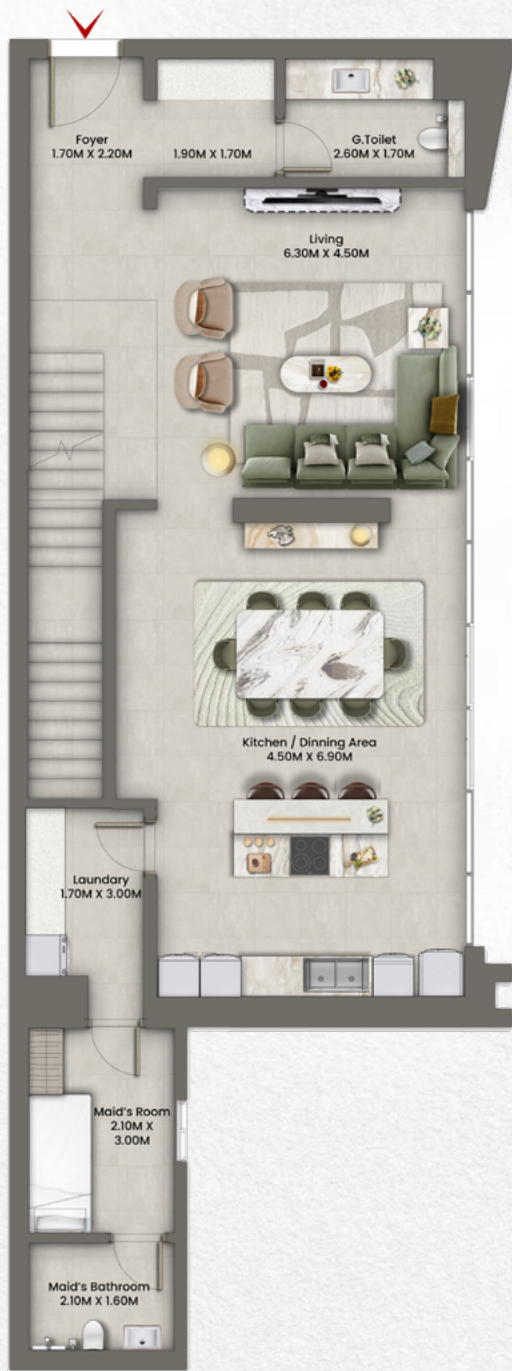 Foyer
1.70M X 2.20M
1.90M X 1.70M
G.Toilet
2.60M X 1.70M
Living
6.30M X 4.50M
Kitchen / Dinning Area
4.50M X 6.90M
Laundary
1.70M X 3.00M
Maid's Room
2.10M X
3.00M
Maid's Bathroom
2.10M X 1.60M